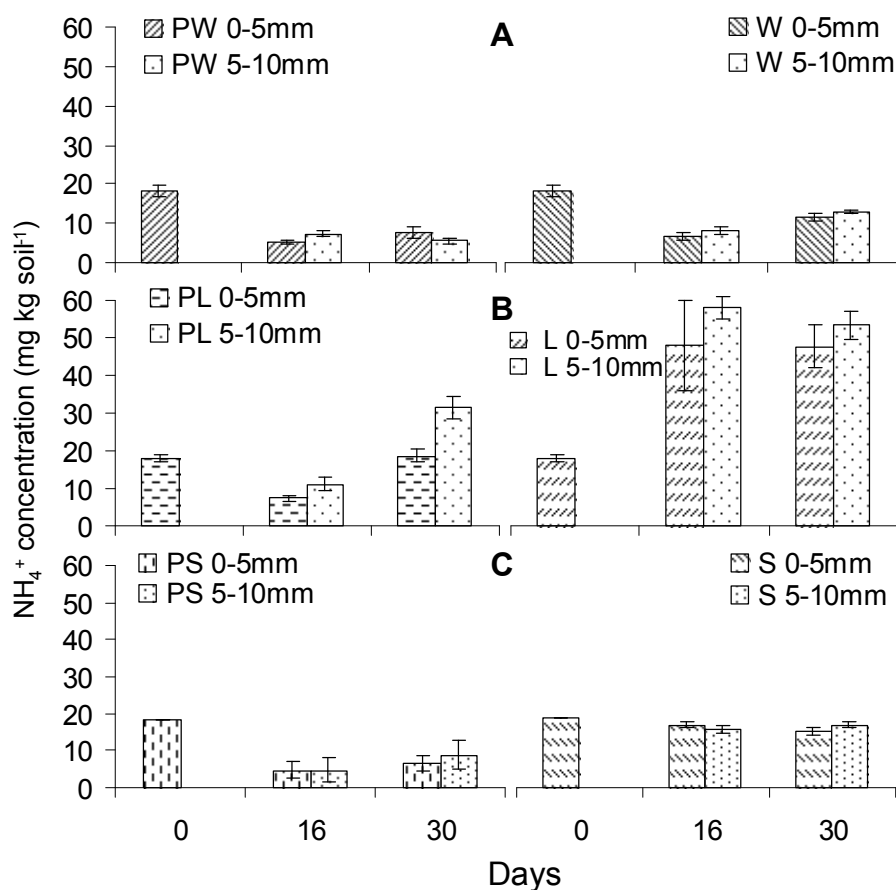 NH₄⁺ concentration (mg kg soil⁻¹)
60
50
40
30
20
10
0
PW 0-5mm
PW 5-10mm
A
W 0-5mm
W 5-10mm
60
50
40
30
20
10
0
PL 0-5mm
PL 5-10mm
B
L 0-5mm
L 5-10mm
60
50
40
30
20
10
0
PS 0-5mm
PS 5-10mm
C
S 0-5mm
S 5-10mm
0 16 30 0 16 30
Days